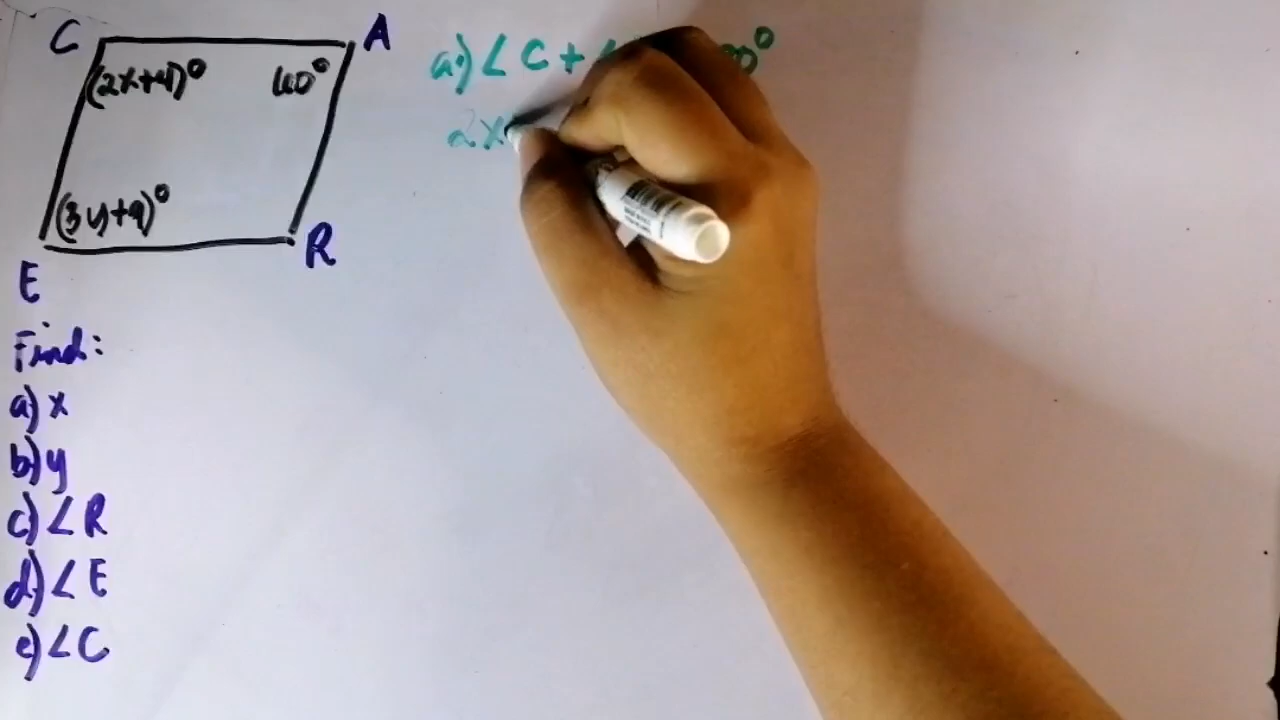 C A
(2x+4)° 60°
(3y+9)°
R
E
Find:
a) x
b) y
c) ∠R
d) ∠E
e) ∠C
a.) ∠C + ∠
2x